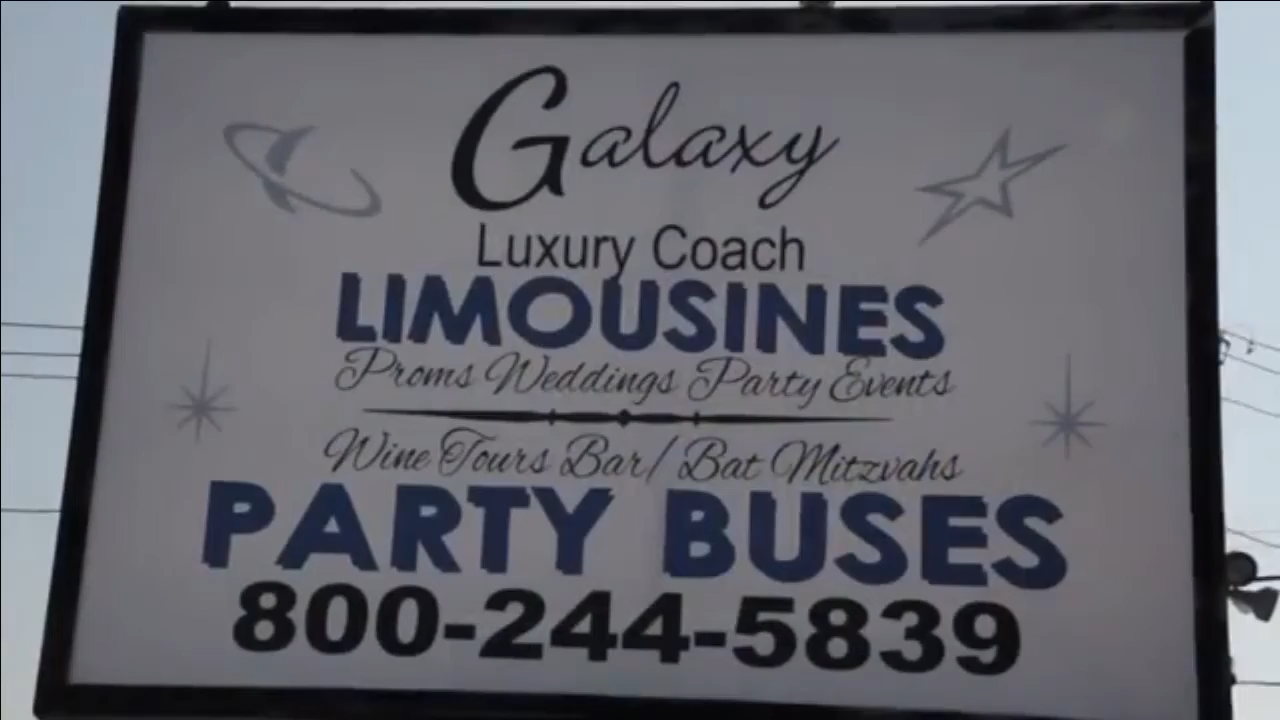 Galaxy
Luxury Coach
LIMOUSINES
Proms Weddings Party Events
Wine Tours Bar/ Bat Mitzvahs
PARTY BUSES
800-244-5839